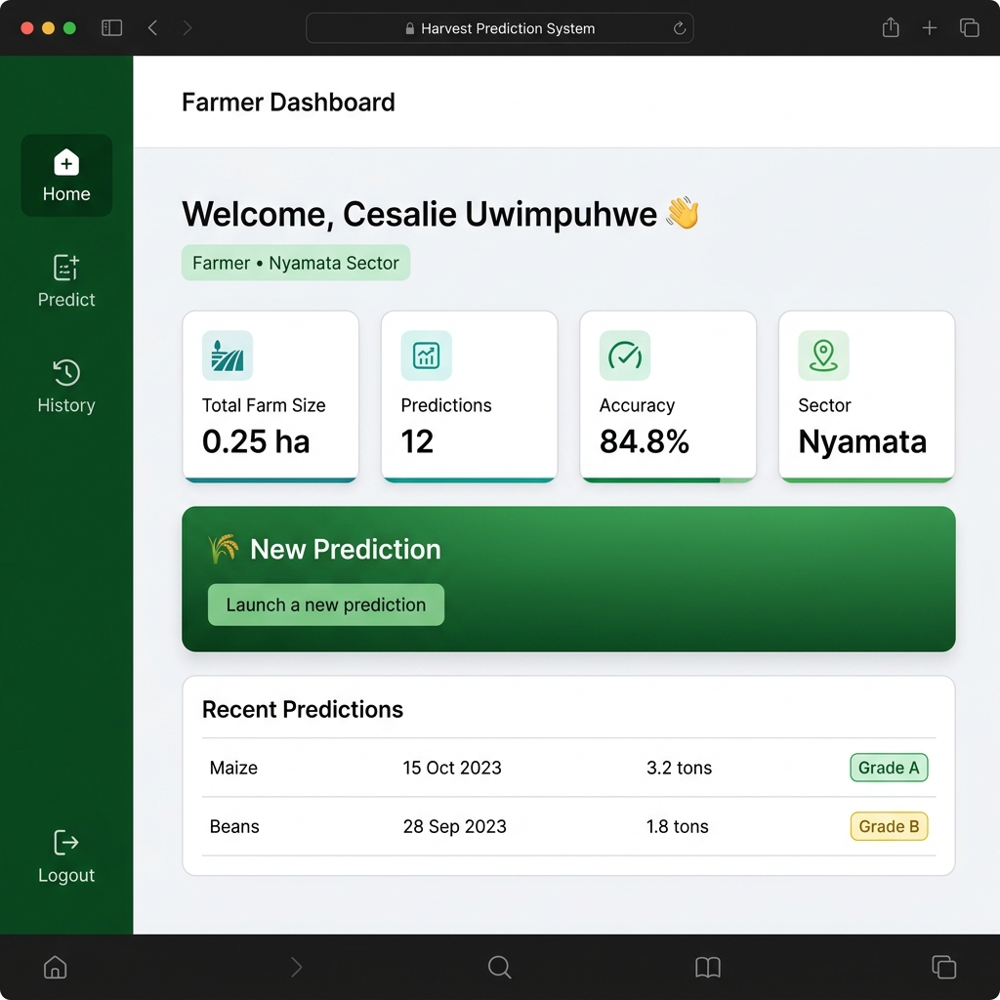 Harvest Prediction System
Farmer Dashboard
Home
Predict
History
Logout
Welcome, Cesalie Uwimpuhwe 👋
Farmer • Nyamata Sector
Total Farm Size
0.25 ha
Predictions
12
Accuracy
84.8%
Sector
Nyamata
New Prediction
Launch a new prediction
Recent Predictions
Maize 15 Oct 2023 3.2 tons Grade A
Beans 28 Sep 2023 1.8 tons Grade B